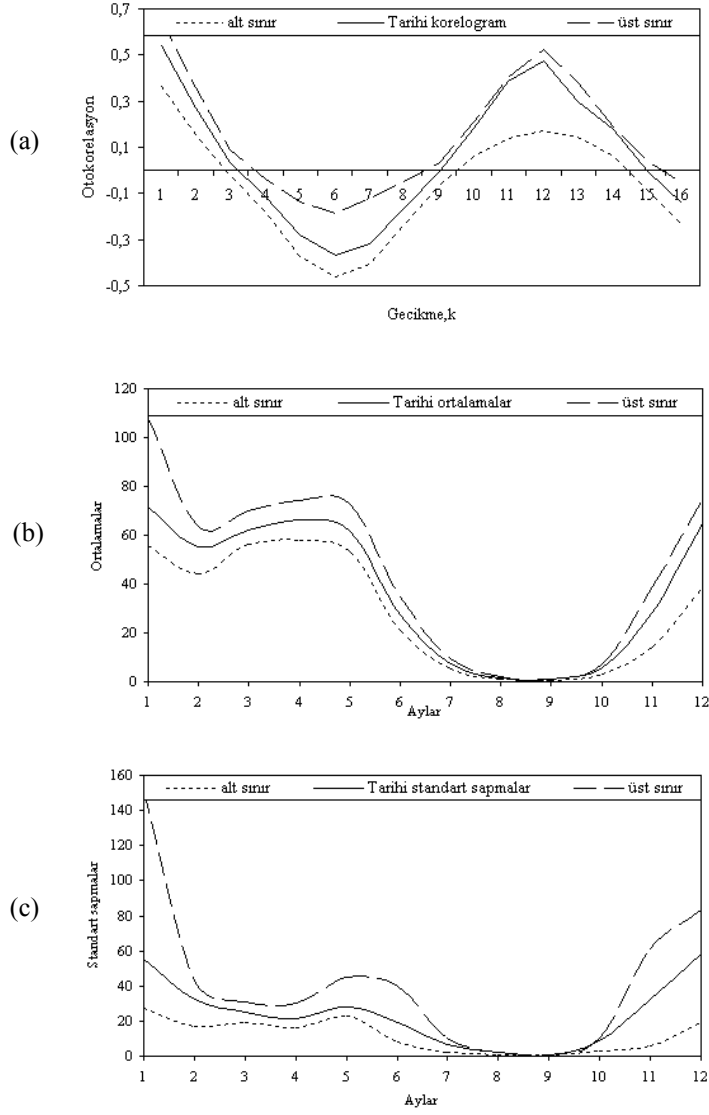 0,7
alt sınır Tarihi korelogram üst sınır
0,5
0,3
(a)
Otokorelasyon
0,1
-0,1
1 2 3 4 5 6 7 8 9 10 11 12 13 14 15 16
-0,3
-0,5
Gecikme,k
120
alt sınır Tarihi ortalamalar üst sınır
100
80
(b)
Ortalamalar
60
40
20
0
1 2 3 4 5 6 7 8 9 10 11 12
Aylar
160
alt sınır Tarihi standart sapmalar üst sınır
140
120
100
(c)
Standart sapmalar
80
60
40
20
0
1 2 3 4 5 6 7 8 9 10 11 12
Aylar